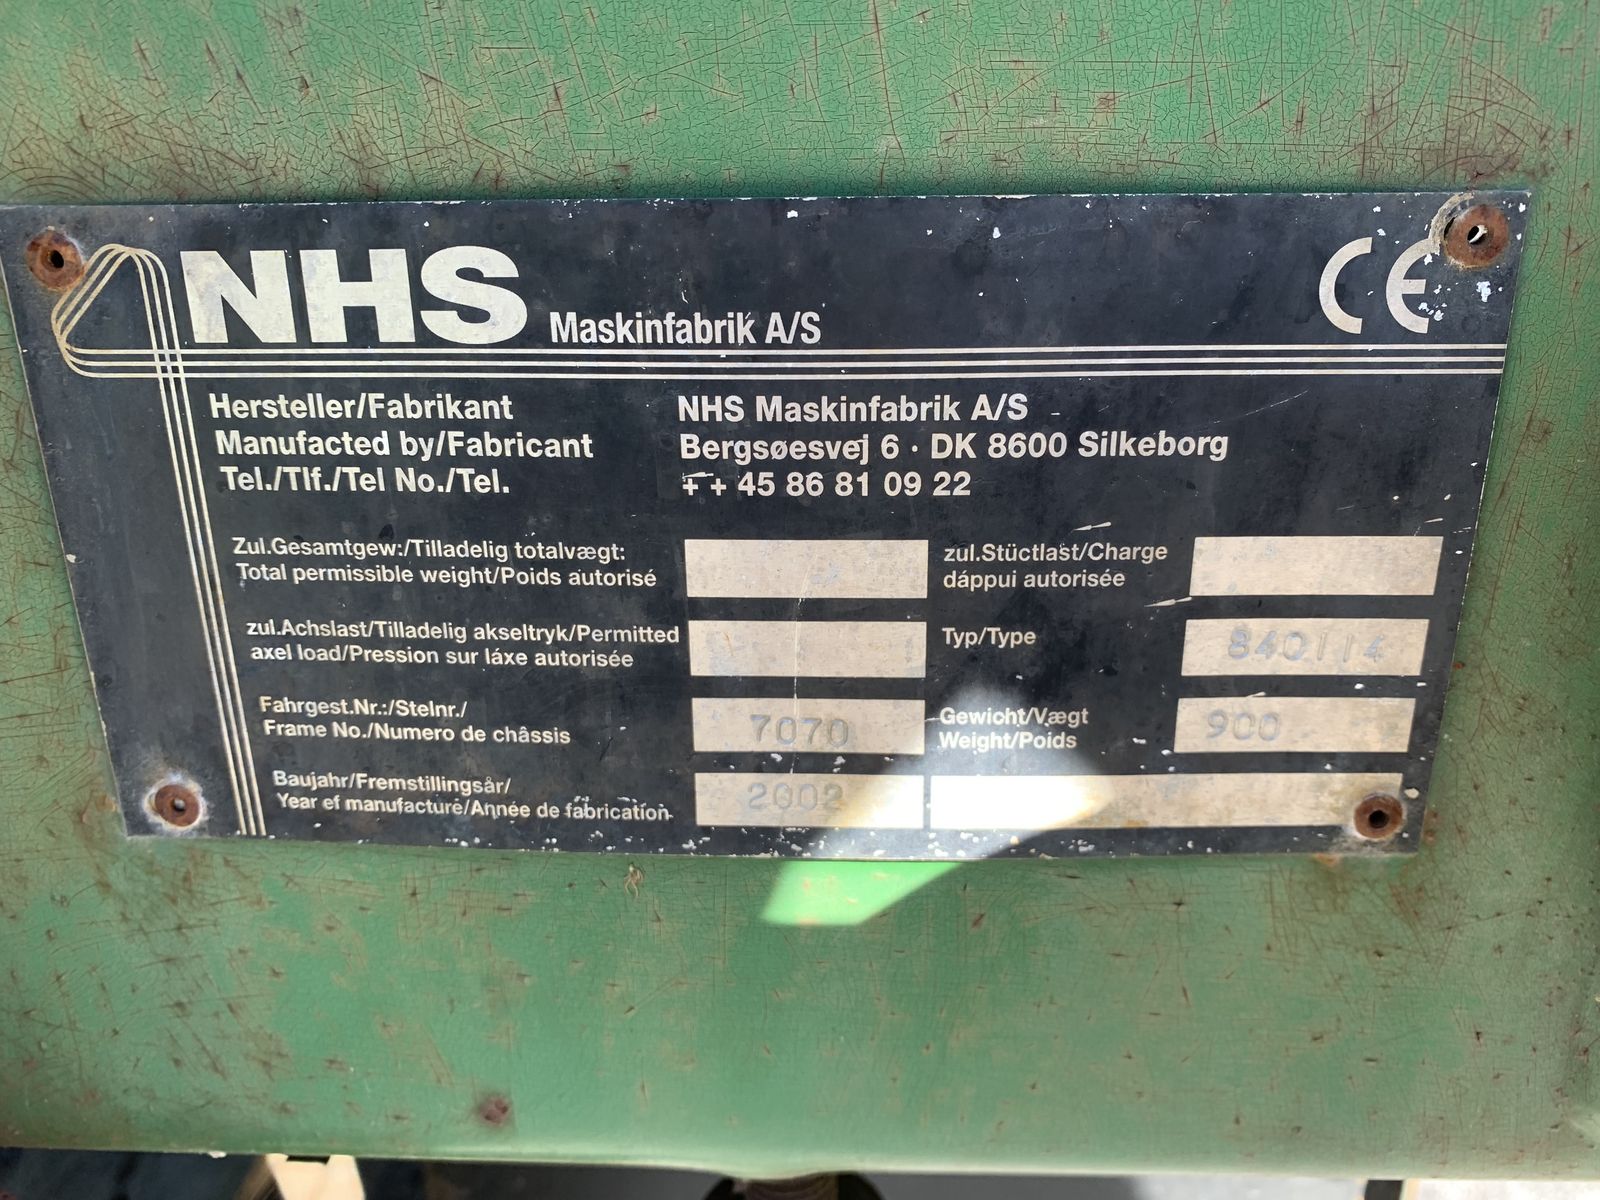 NHS Maskinfabrik A/S
CE
Hersteller/Fabrikant NHS Maskinfabrik A/S
Manufacted by/Fabricant Bergsøesvej 6 · DK 8600 Silkeborg
Tel./Tlf./Tel No./Tel. + + 45 86 81 09 22
Zul.Gesamtgew:/Tilladelig totalvægt:
Total permissible weight/Poids autorisé
zul.Stüctlast/Charge
dáppui autorisée
zul.Achslast/Tilladelig akseltryk/Permitted
axel load/Pression sur láxe autorisée
Typ/Type 840114
Fahrgest.Nr.:/Stelnr./
Frame No./Numero de châssis 7070
Gewicht/Vægt
Weight/Poids 900
Baujahr/Fremstillingsår/
Year ef manufacture/Année de fabrication 2002